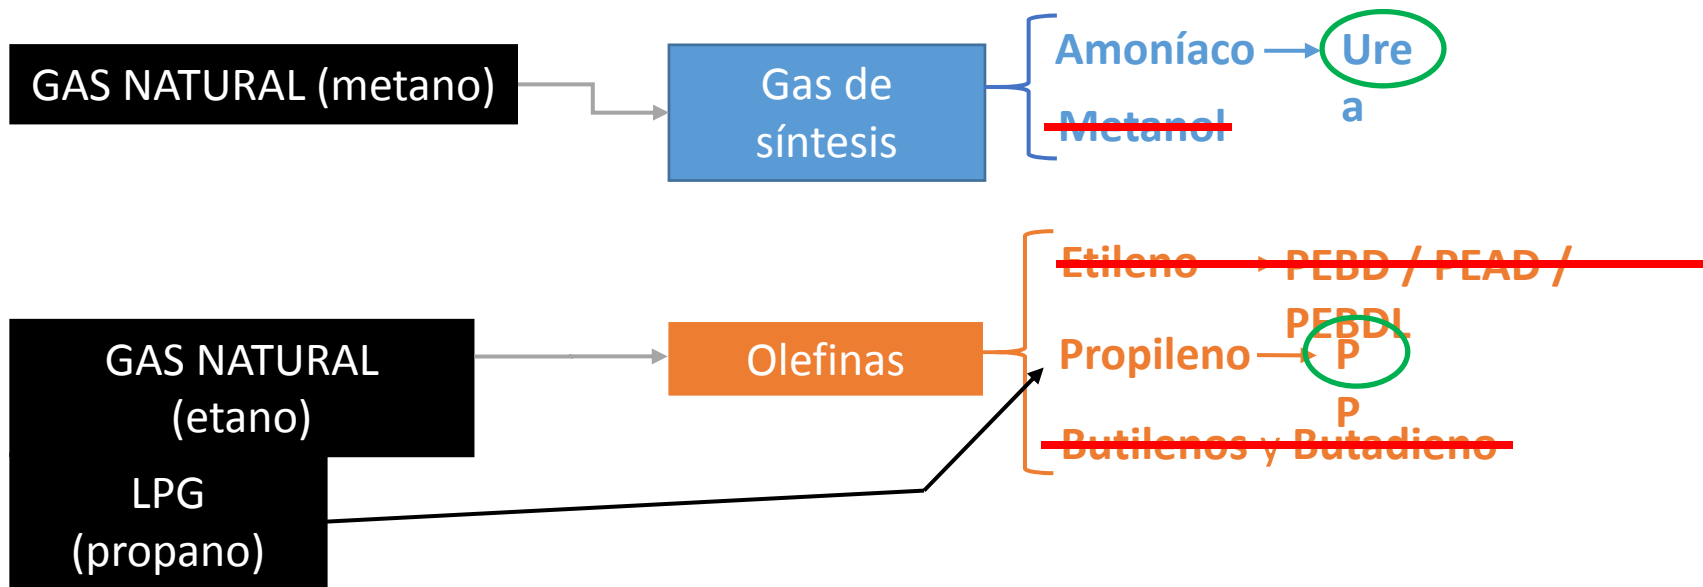 GAS NATURAL (metano)
Gas de
síntesis
Amoníaco
Ure
a
Metanol
GAS NATURAL
(etano)
LPG
(propano)
Olefinas
Etileno
PEBD / PEAD /
PEBDL
Propileno
P
P
Butilenos y Butadieno